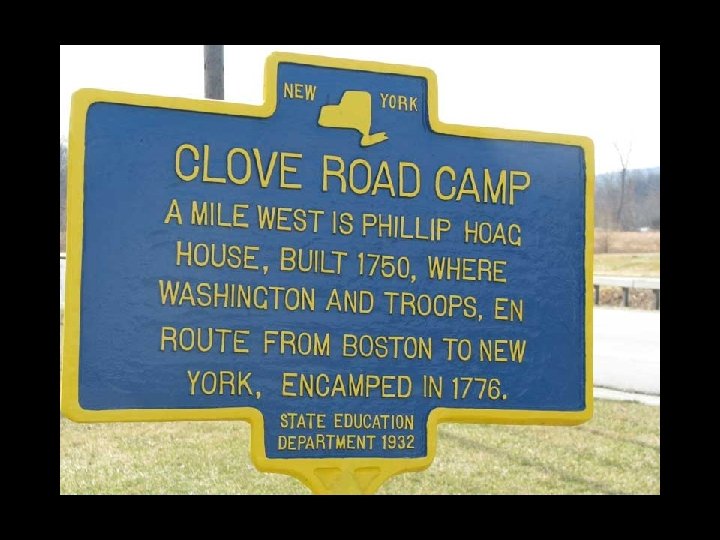 NEW YORK
CLOVE ROAD CAMP
A MILE WEST IS PHILLIP HOAG
HOUSE, BUILT 1750, WHERE
WASHINGTON AND TROOPS, EN
ROUTE FROM BOSTON TO NEW
YORK, ENCAMPED IN 1776.
STATE EDUCATION
DEPARTMENT 1932